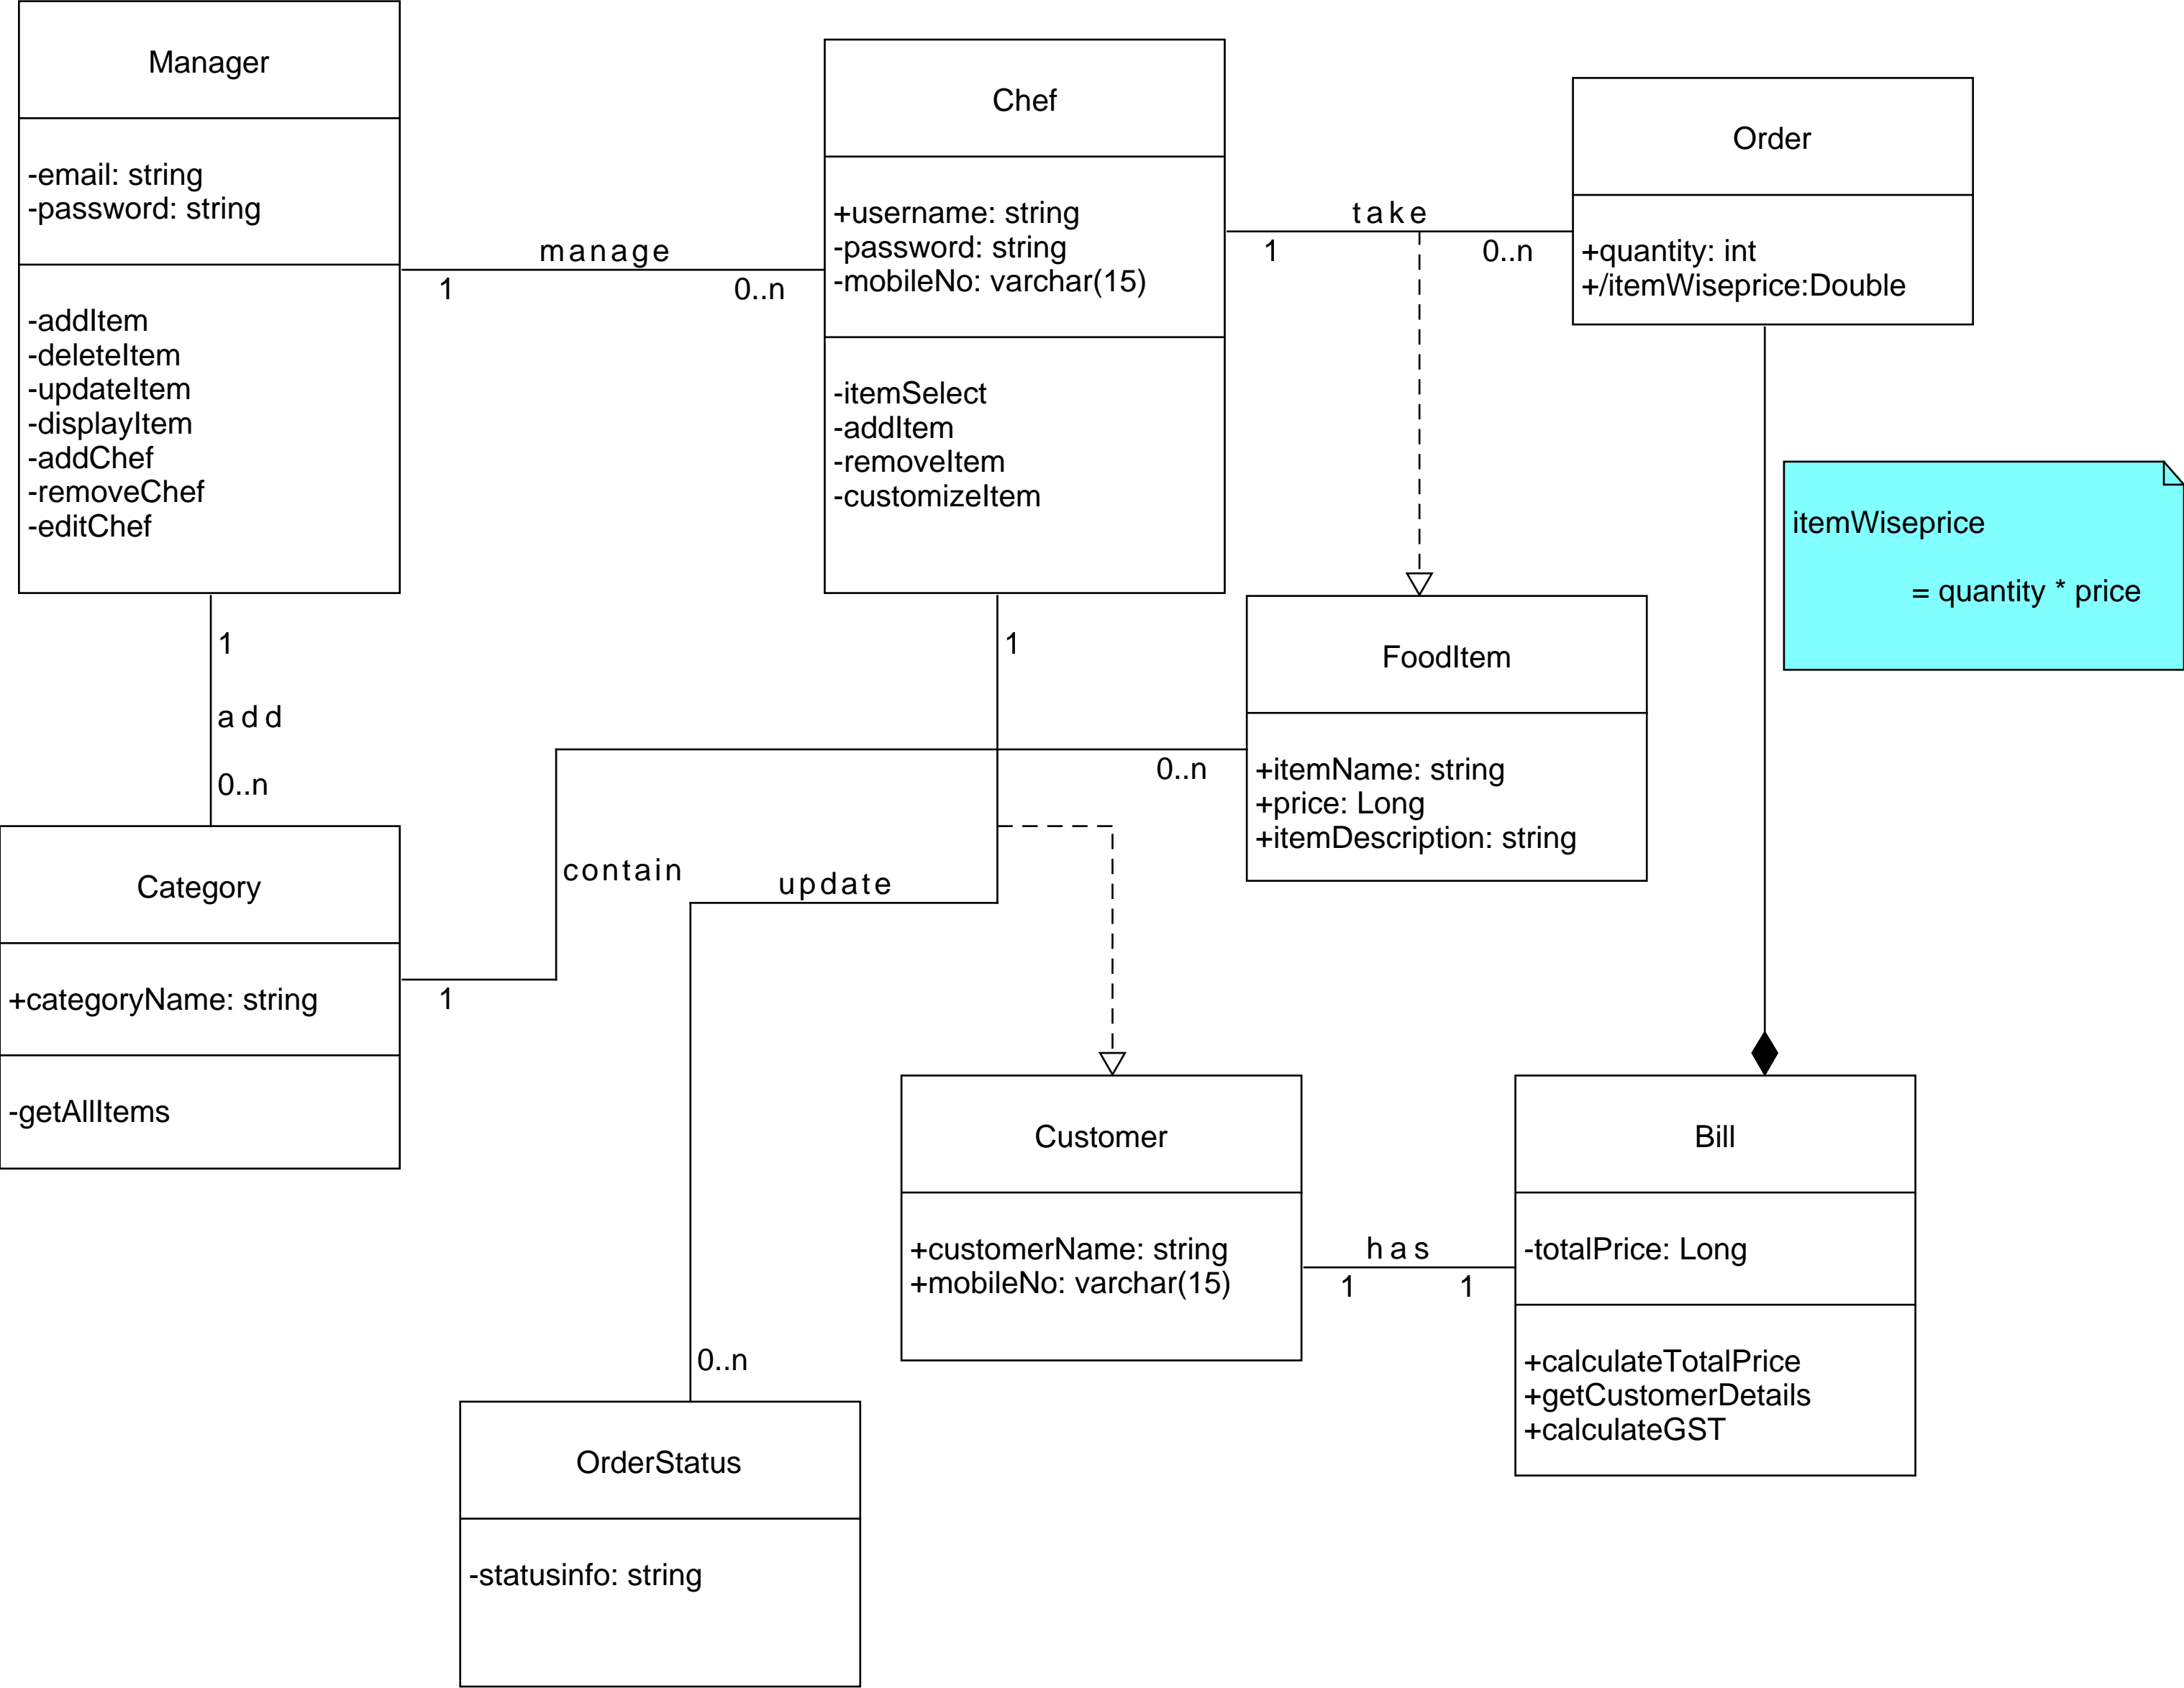 Manager
-email: string
-password: string
-addItem
-deleteItem
-updateItem
-displayItem
-addChef
-removeChef
-editChef
manage
1
0..n
Chef
+username: string
-password: string
-mobileNo: varchar(15)
-itemSelect
-addItem
-removeItem
-customizeItem
take
1
0..n
Order
+quantity: int
+/itemWiseprice:Double
itemWiseprice
= quantity * price
1
add
0..n
1
FoodItem
+itemName: string
+price: Long
+itemDescription: string
0..n
contain
1
update
0..n
Category
+categoryName: string
-getAllItems
Customer
+customerName: string
+mobileNo: varchar(15)
has
1
1
Bill
-totalPrice: Long
+calculateTotalPrice
+getCustomerDetails
+calculateGST
OrderStatus
-statusinfo: string